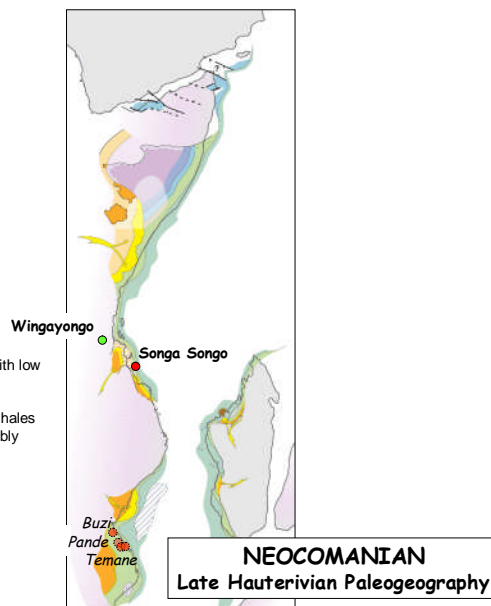 ?
Wingayongo
Songa Songo
ith low
hales
bly
Buzi
Pande
Temane
NEOCOMANIAN
Late Hauterivian Paleogeography